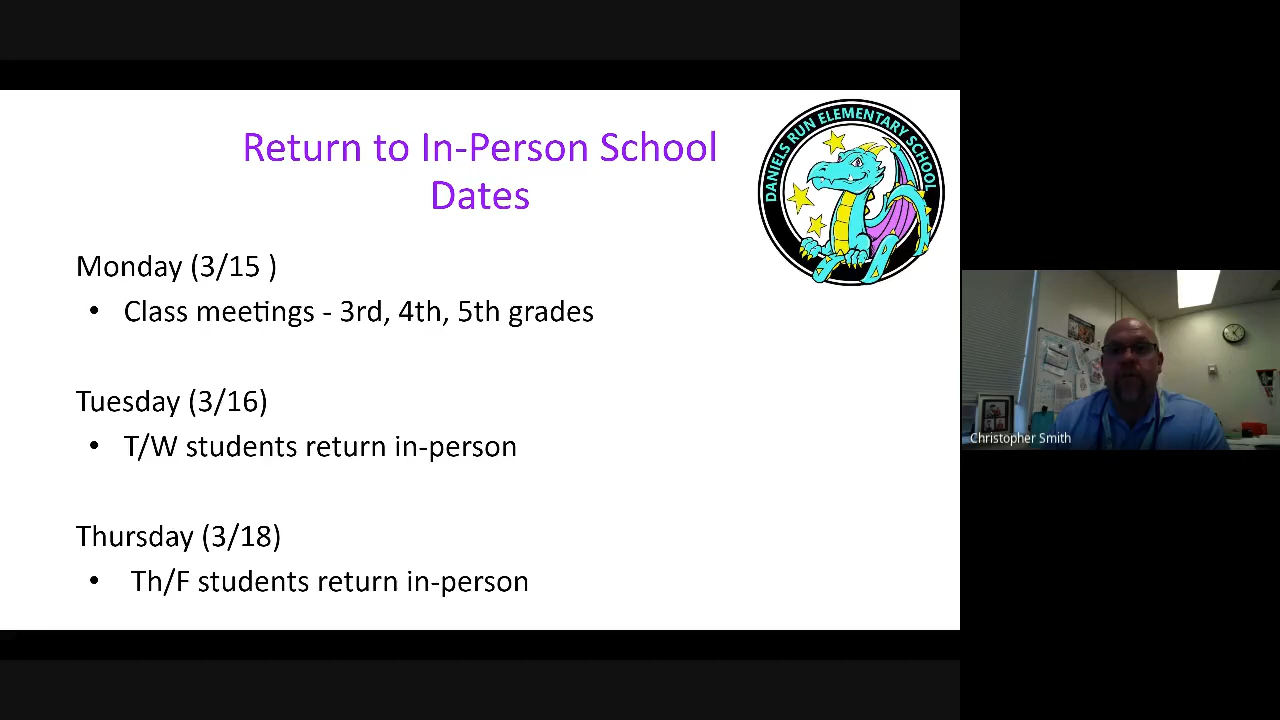 Return to In-Person School
Dates
DANIELS RUN ELEMENTARY SCHOOL
Monday (3/15 )
• Class meetings - 3rd, 4th, 5th grades
Tuesday (3/16)
• T/W students return in-person
Thursday (3/18)
• Th/F students return in-person
Christopher Smith